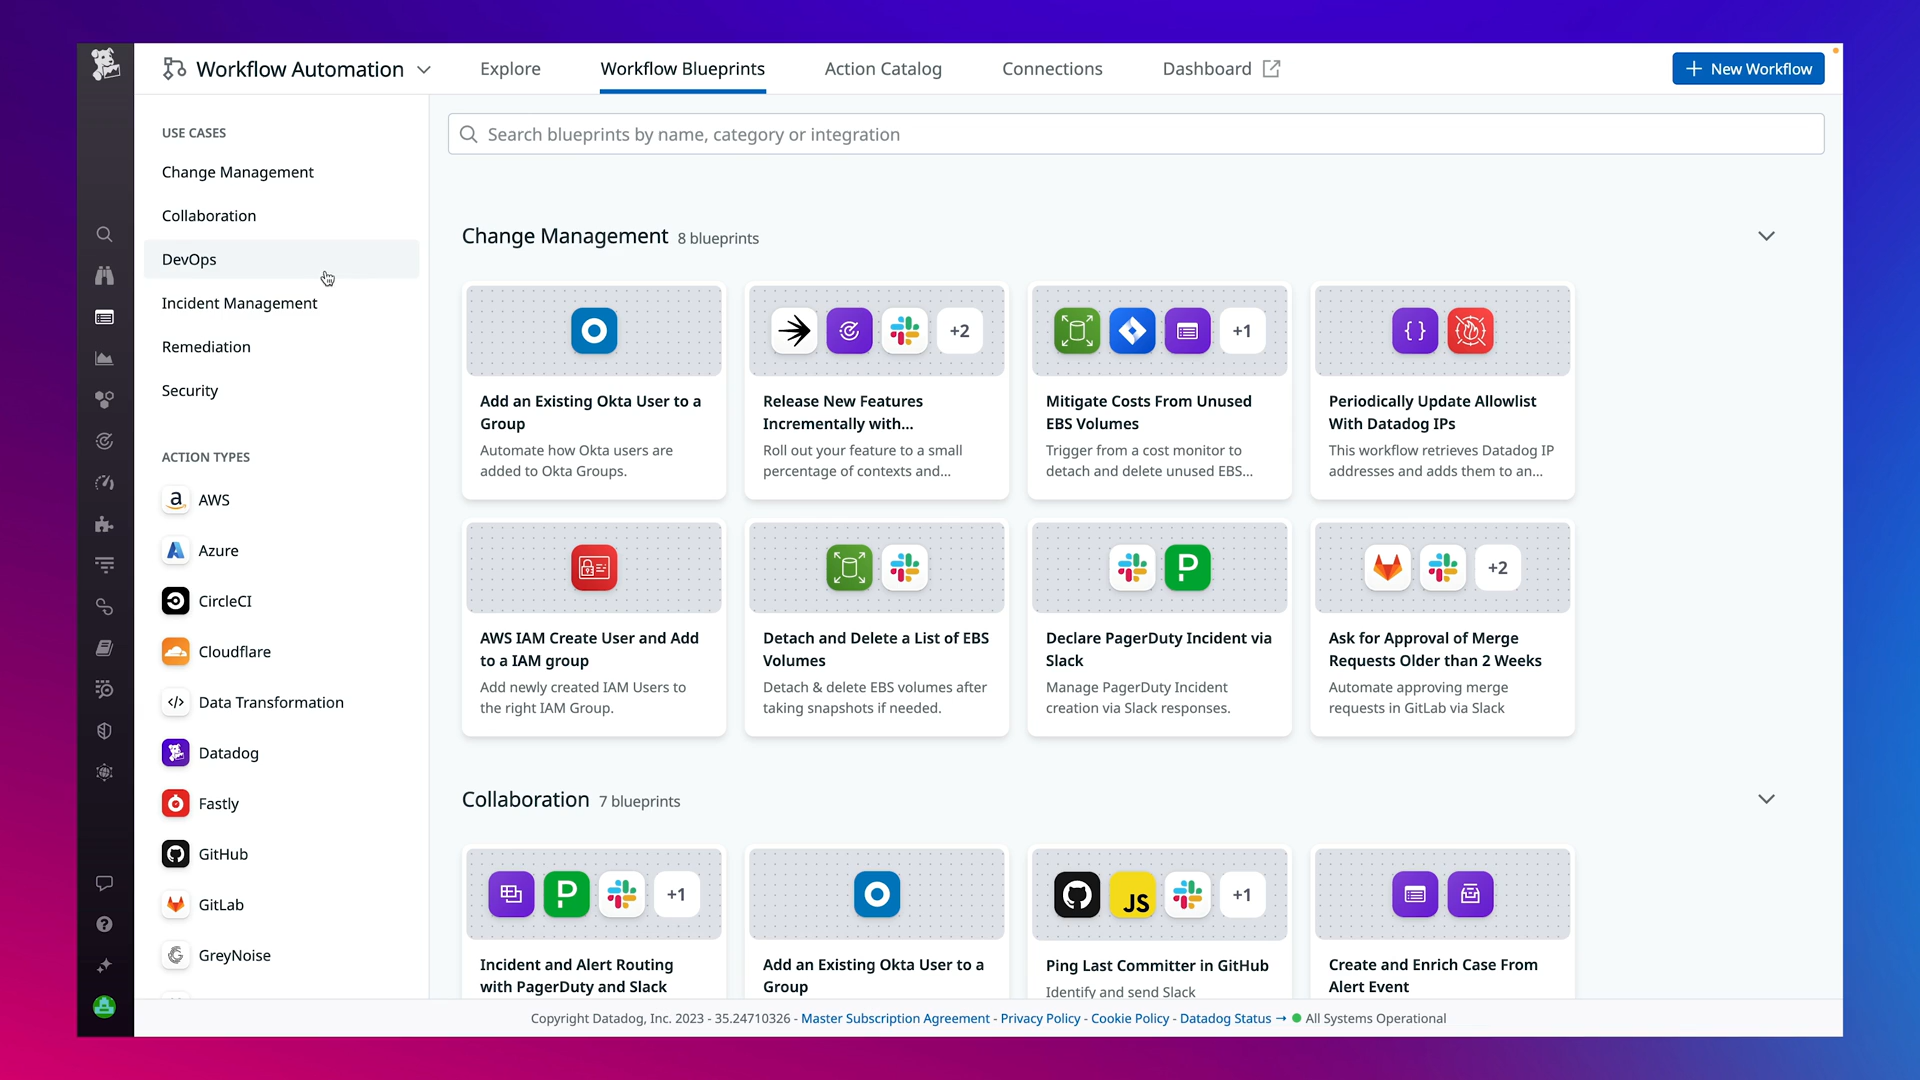 Workflow Automation
Explore
Workflow Blueprints
Action Catalog
Connections
Dashboard
New Workflow
USE CASES
Change Management
Collaboration
DevOps
Incident Management
Remediation
Security
ACTION TYPES
AWS
Azure
CircleCI
Cloudflare
Data Transformation
Datadog
Fastly
GitHub
GitLab
GreyNoise
Search blueprints by name, category or integration
Change Management 8 blueprints
Add an Existing Okta User to a
Group
Automate how Okta users are
added to Okta Groups.
+2
Release New Features
Incrementally with...
Roll out your feature to a small
percentage of contexts and...
+1
Mitigate Costs From Unused
EBS Volumes
Trigger from a cost monitor to
detach and delete unused EBS...
Periodically Update Allowlist
With Datadog IPs
This workflow retrieves Datadog IP
addresses and adds them to an...
AWS IAM Create User and Add
to a IAM group
Add newly created IAM Users to
the right IAM Group.
Detach and Delete a List of EBS
Volumes
Detach & delete EBS volumes after
taking snapshots if needed.
P
Declare PagerDuty Incident via
Slack
Manage PagerDuty Incident
creation via Slack responses.
+2
Ask for Approval of Merge
Requests Older than 2 Weeks
Automate approving merge
requests in GitLab via Slack
Collaboration 7 blueprints
P
+1
Incident and Alert Routing
with PagerDuty and Slack
Add an Existing Okta User to a
Group
JS
+1
Ping Last Committer in GitHub
Identify and send Slack
Create and Enrich Case From
Alert Event
Copyright Datadog, Inc. 2023 - 35.24710326 - Master Subscription Agreement - Privacy Policy - Cookie Policy - Datadog Status → All Systems Operational